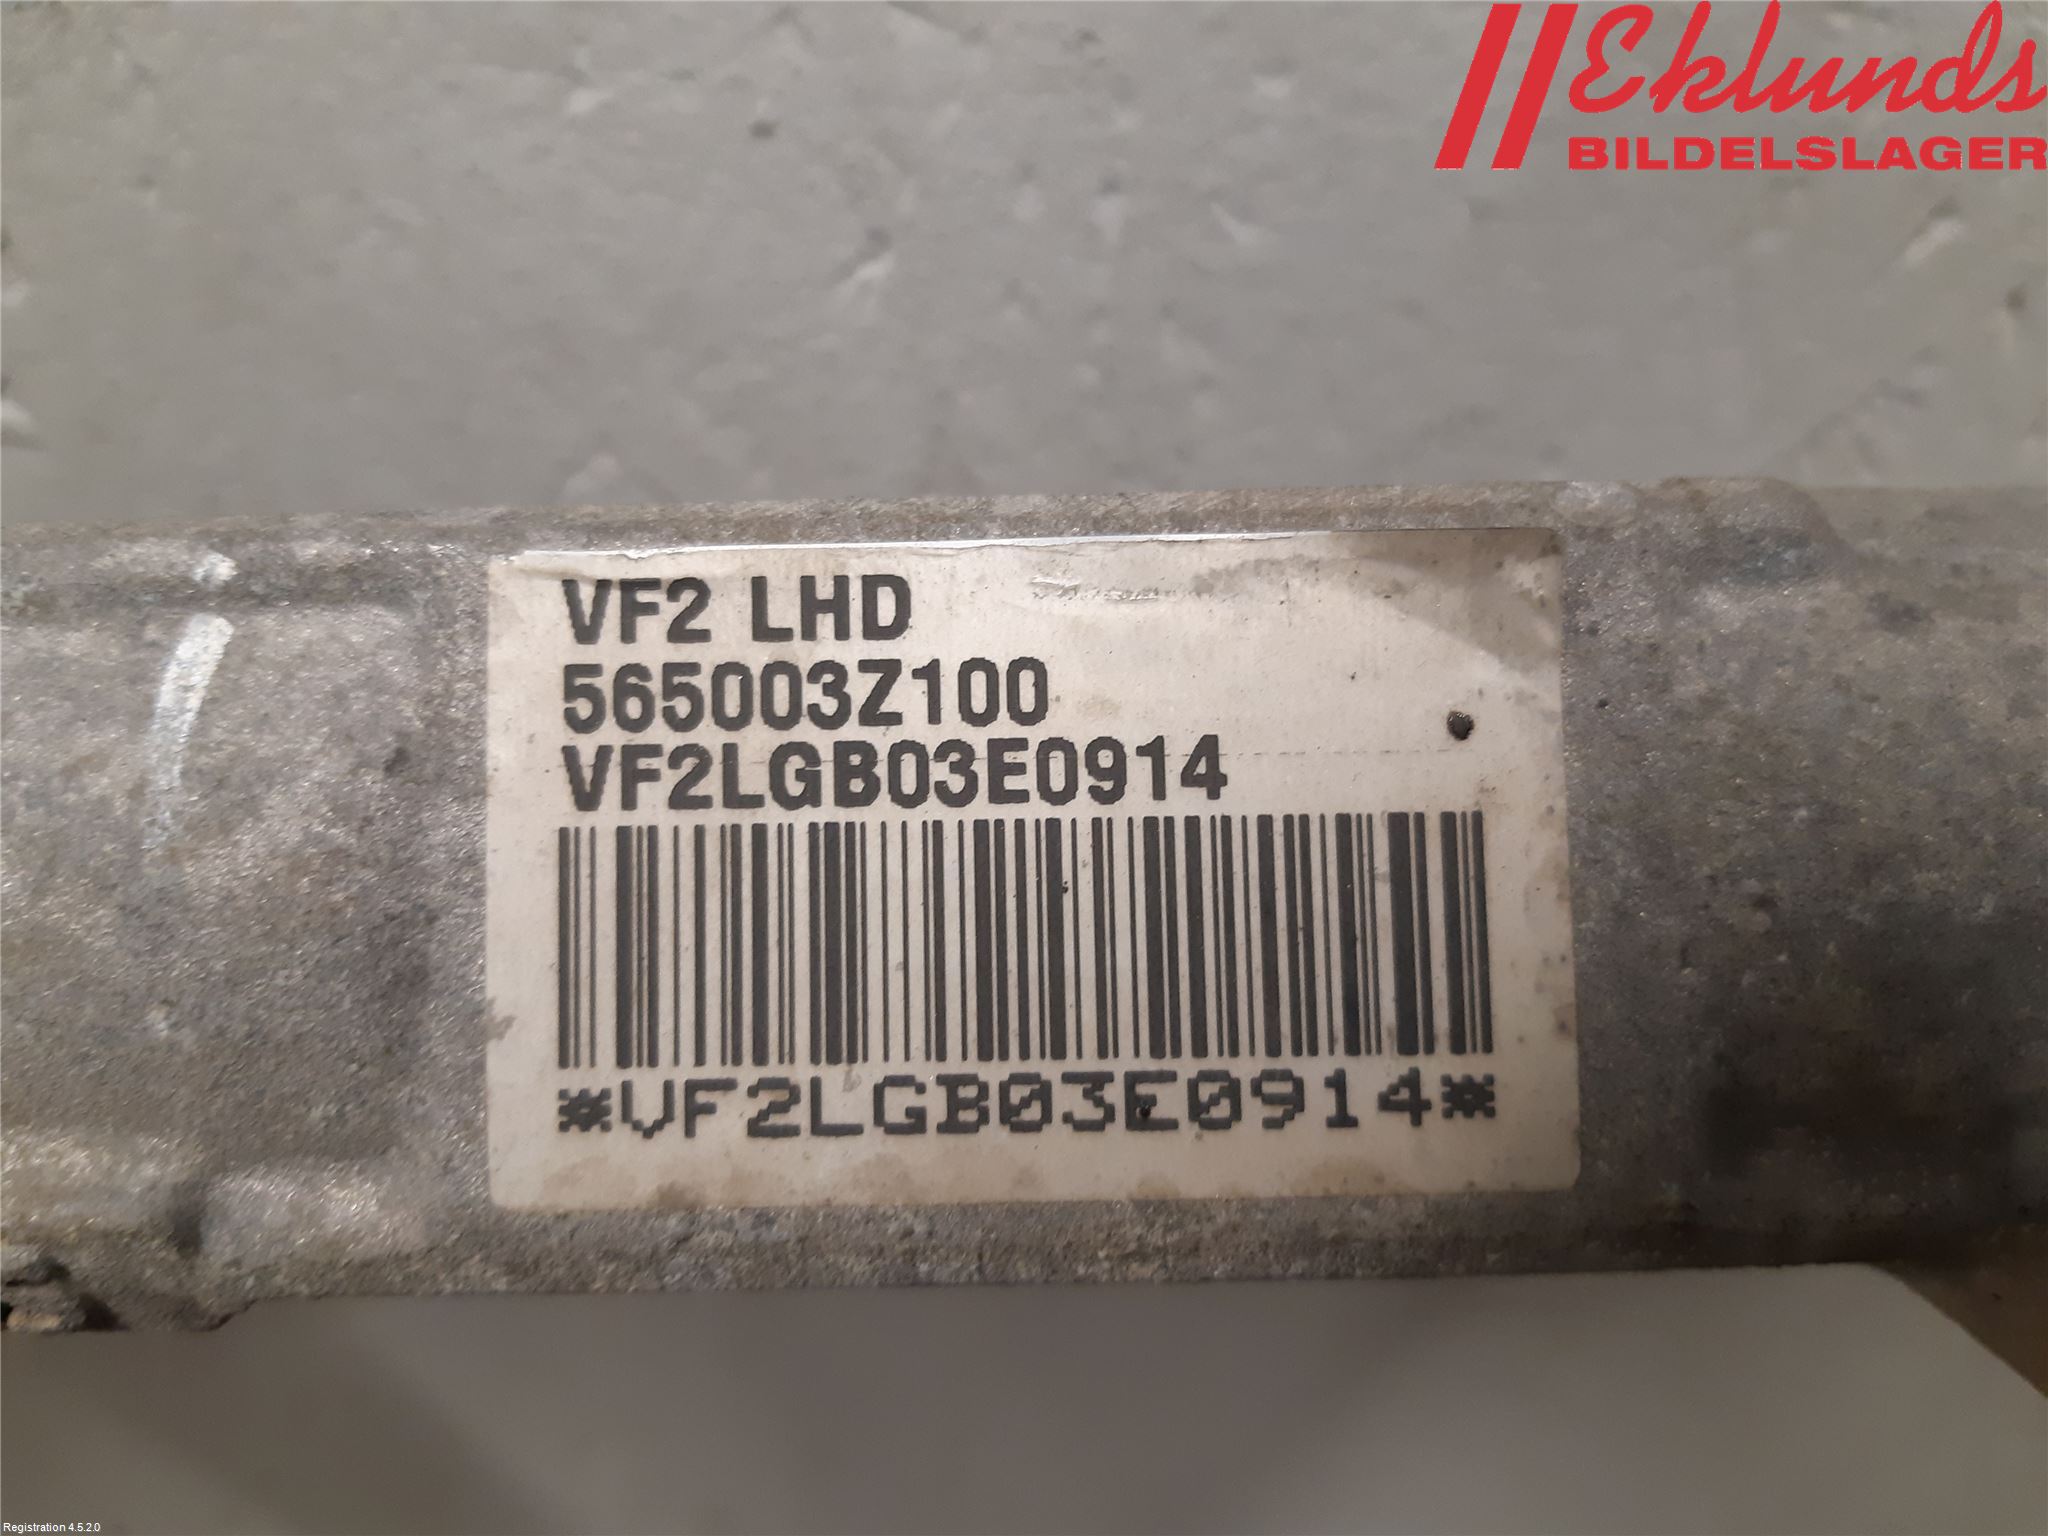 Eklunds
BILDELSLAGER
VF2 LHD
565003Z100
VF2LGB03E0914
*VF2LGB03E0914*
Registration 4.5.2.0